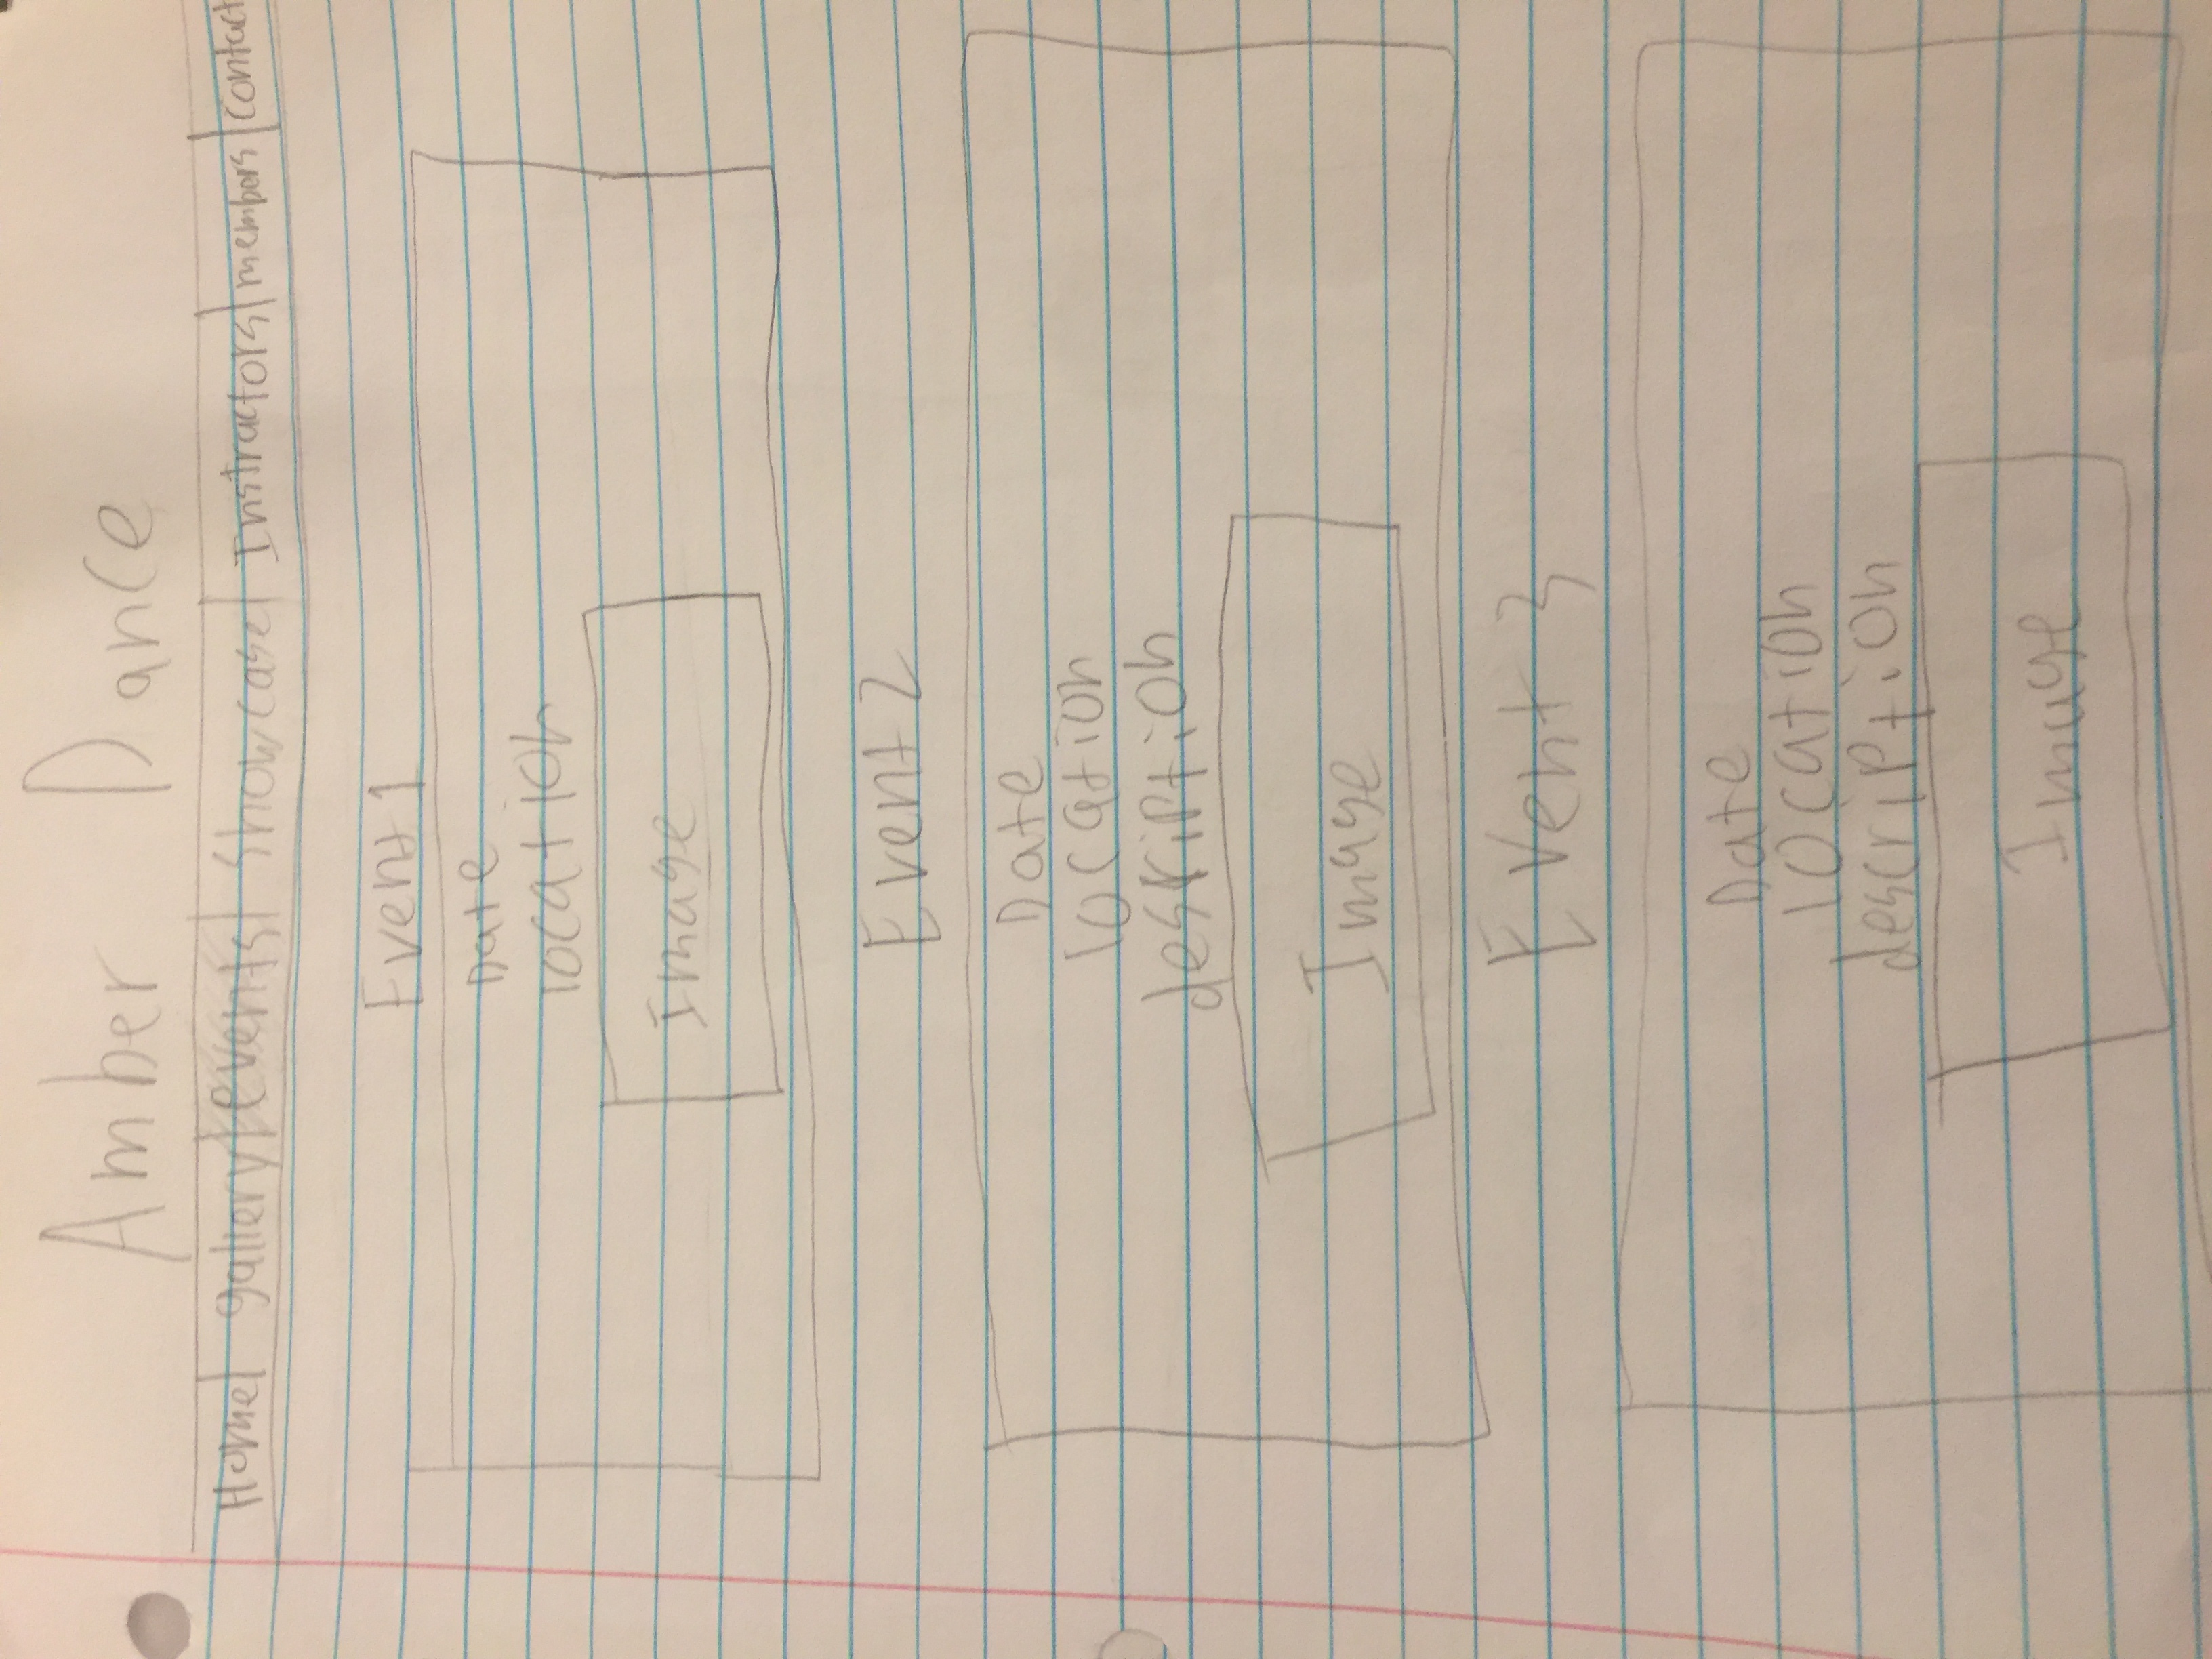 Amber Dance
Home gallery events showcase Instractors members contact
Event 1
Date
location
Image
Event 2
Date
location
deskription
Image
Event 3
Date
location
description
Image